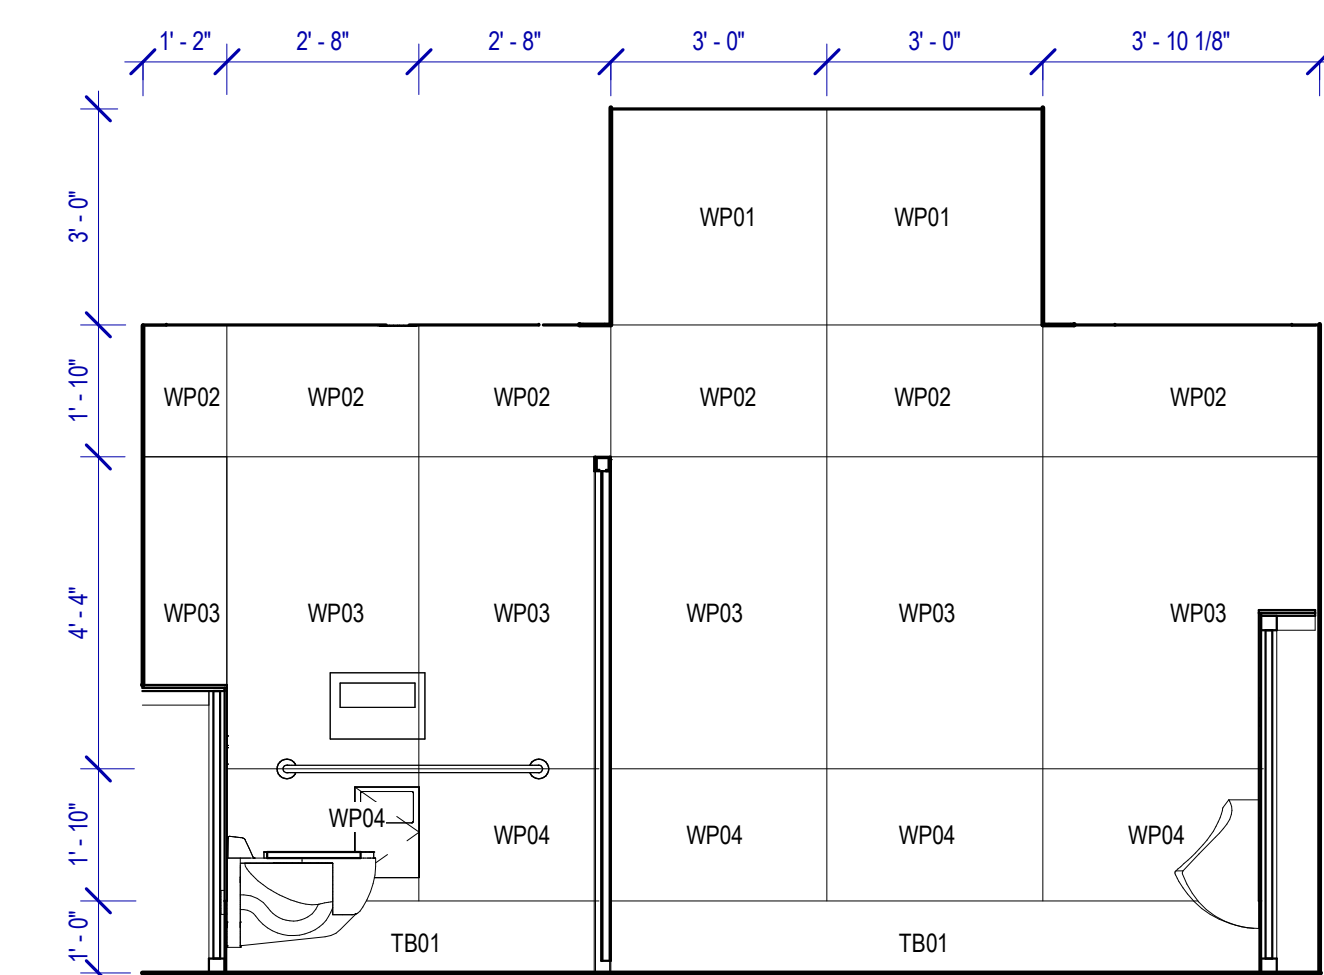 1' - 2" 2' - 8" 2' - 8" 3' - 0" 3' - 0" 3' - 10 1/8"
3' - 0"
WP01 WP01
1' - 10"
WP02 WP02 WP02 WP02 WP02 WP02
4' - 4"
WP03 WP03 WP03 WP03 WP03 WP03
1' - 10"
WP04 WP04 WP04 WP04 WP04
1' - 0"
TB01 TB01